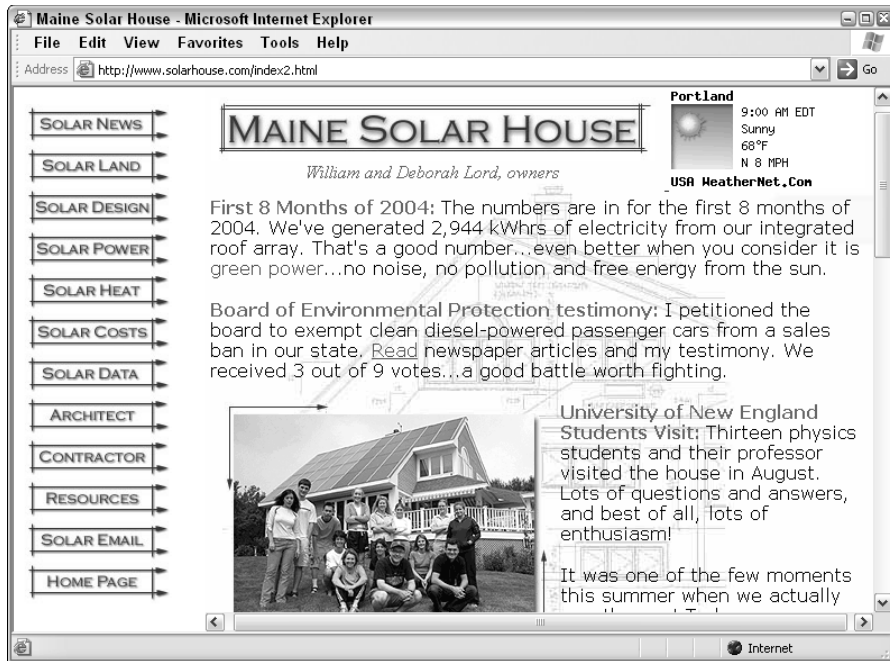 Maine Solar House - Microsoft Internet Explorer
File Edit View Favorites Tools Help
Address http://www.solarhouse.com/index2.html Go
SOLAR NEWS
SOLAR LAND
SOLAR DESIGN
SOLAR POWER
SOLAR HEAT
SOLAR COSTS
SOLAR DATA
ARCHITECT
CONTRACTOR
RESOURCES
SOLAR EMAIL
HOME PAGE
MAINE SOLAR HOUSE
William and Deborah Lord, owners
Portland
9:00 AM EDT
Sunny
68°F
N 8 MPH
USA WeatherNet.Com
First 8 Months of 2004: The numbers are in for the first 8 months of
2004. We've generated 2,944 kWhrs of electricity from our integrated
roof array. That's a good number...even better when you consider it is
green power...no noise, no pollution and free energy from the sun.
Board of Environmental Protection testimony: I petitioned the
board to exempt clean diesel-powered passenger cars from a sales
ban in our state. Read newspaper articles and my testimony. We
received 3 out of 9 votes...a good battle worth fighting.
University of New England
Students Visit: Thirteen physics
students and their professor
visited the house in August.
Lots of questions and answers,
and best of all, lots of
enthusiasm!
It was one of the few moments
this summer when we actually
Internet